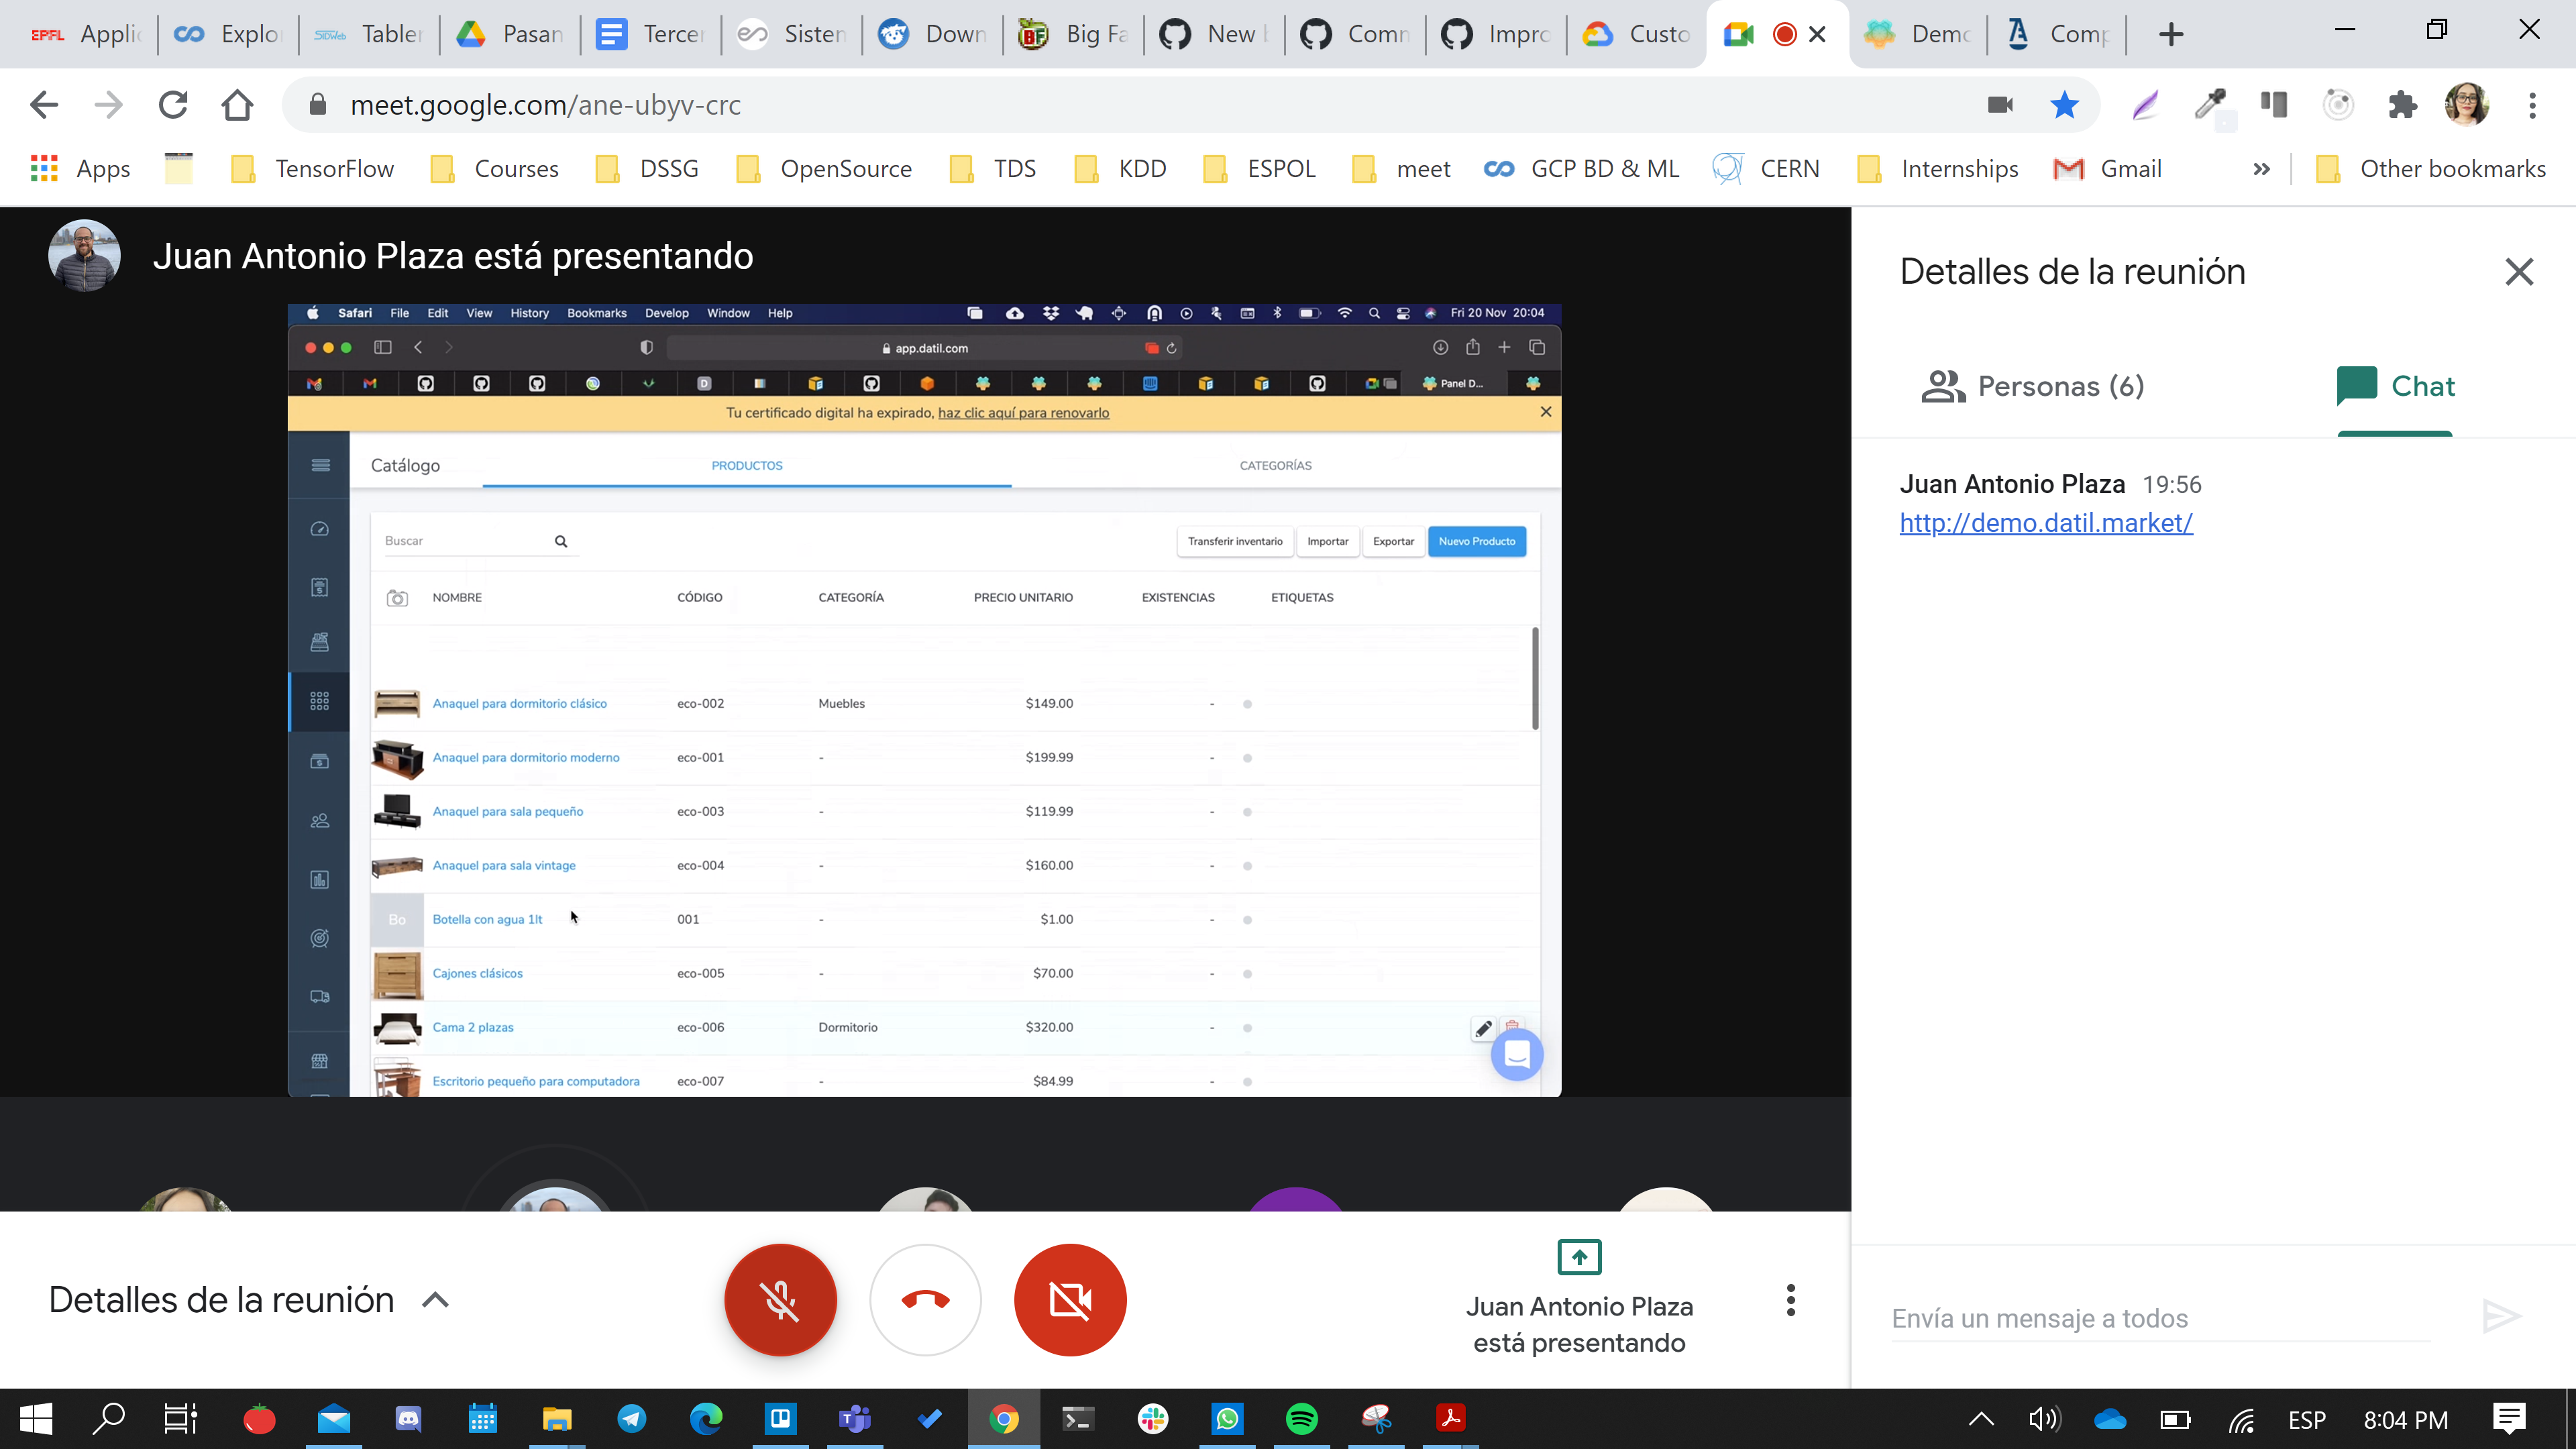 EPFL Applic
Explo
SIDWeb Tabler
Pasan
Tercer
Sisten
Down
BF Big Fa
New b
Comm
Impro
Custo
Demo
Comp
meet.google.com/ane-ubyv-crc
Apps
TensorFlow
Courses
DSSG
OpenSource
TDS
KDD
ESPOL
meet
GCP BD & ML
CERN
Internships
Gmail
»
Other bookmarks
Juan Antonio Plaza está presentando
Safari File Edit View History Bookmarks Develop Window Help Fri 20 Nov 20:04
app.datil.com
Panel D...
Tu certificado digital ha expirado, haz clic aquí para renovarlo
Catálogo PRODUCTOS CATEGORÍAS
Buscar Transferir inventario Importar Exportar Nuevo Producto
NOMBRE CÓDIGO CATEGORÍA PRECIO UNITARIO EXISTENCIAS ETIQUETAS
Anaquel para dormitorio clásico eco-002 Muebles $149.00 -
Anaquel para dormitorio moderno eco-001 - $199.99 -
Anaquel para sala pequeño eco-003 - $119.99 -
Anaquel para sala vintage eco-004 - $160.00 -
Bo Botella con agua 1lt 001 - $1.00 -
Cajones clásicos eco-005 - $70.00 -
Cama 2 plazas eco-006 Dormitorio $320.00 -
Escritorio pequeño para computadora eco-007 - $84.99 -
Detalles de la reunión
Personas (6)
Chat
Juan Antonio Plaza 19:56
http://demo.datil.market/
Envía un mensaje a todos
Detalles de la reunión
Juan Antonio Plaza
está presentando
ESP 8:04 PM